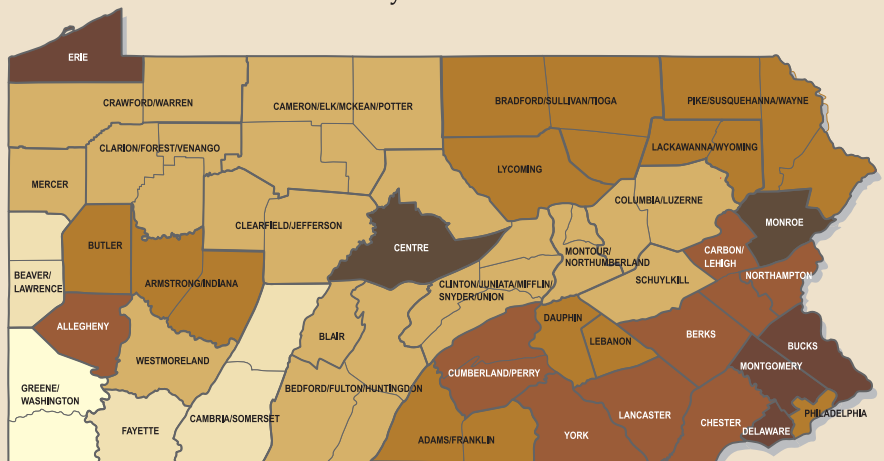 ERIE
CRAWFORD/WARREN
CAMERON/ELK/MCKEAN/POTTER
BRADFORD/SULLIVAN/TIOGA
PIKE/SUSQUEHANNA/WAYNE
CLARION/FOREST/VENANGO
LACKAWANNA/WYOMING
LYCOMING
MERCER
COLUMBIA/LUZERNE
CLEARFIELD/JEFFERSON
MONROE
BUTLER
CENTRE
CARBON/
LEHIGH
MONTOUR/
NORTHUMBERLAND
BEAVER/
LAWRENCE
ARMSTRONG/INDIANA
CLINTON/JUNIATA/MIFFLIN/
SNYDER/UNION
SCHUYLKILL
NORTHAMPTON
ALLEGHENY
DAUPHIN
BLAIR
LEBANON
BERKS
BUCKS
WESTMORELAND
MONTGOMERY
CUMBERLAND/PERRY
GREENE/
WASHINGTON
BEDFORD/FULTON/HUNTINGDON
PHILADELPHIA
LANCASTER
CAMBRIA/SOMERSET
CHESTER
FAYETTE
DELAWARE
YORK
ADAMS/FRANKLIN